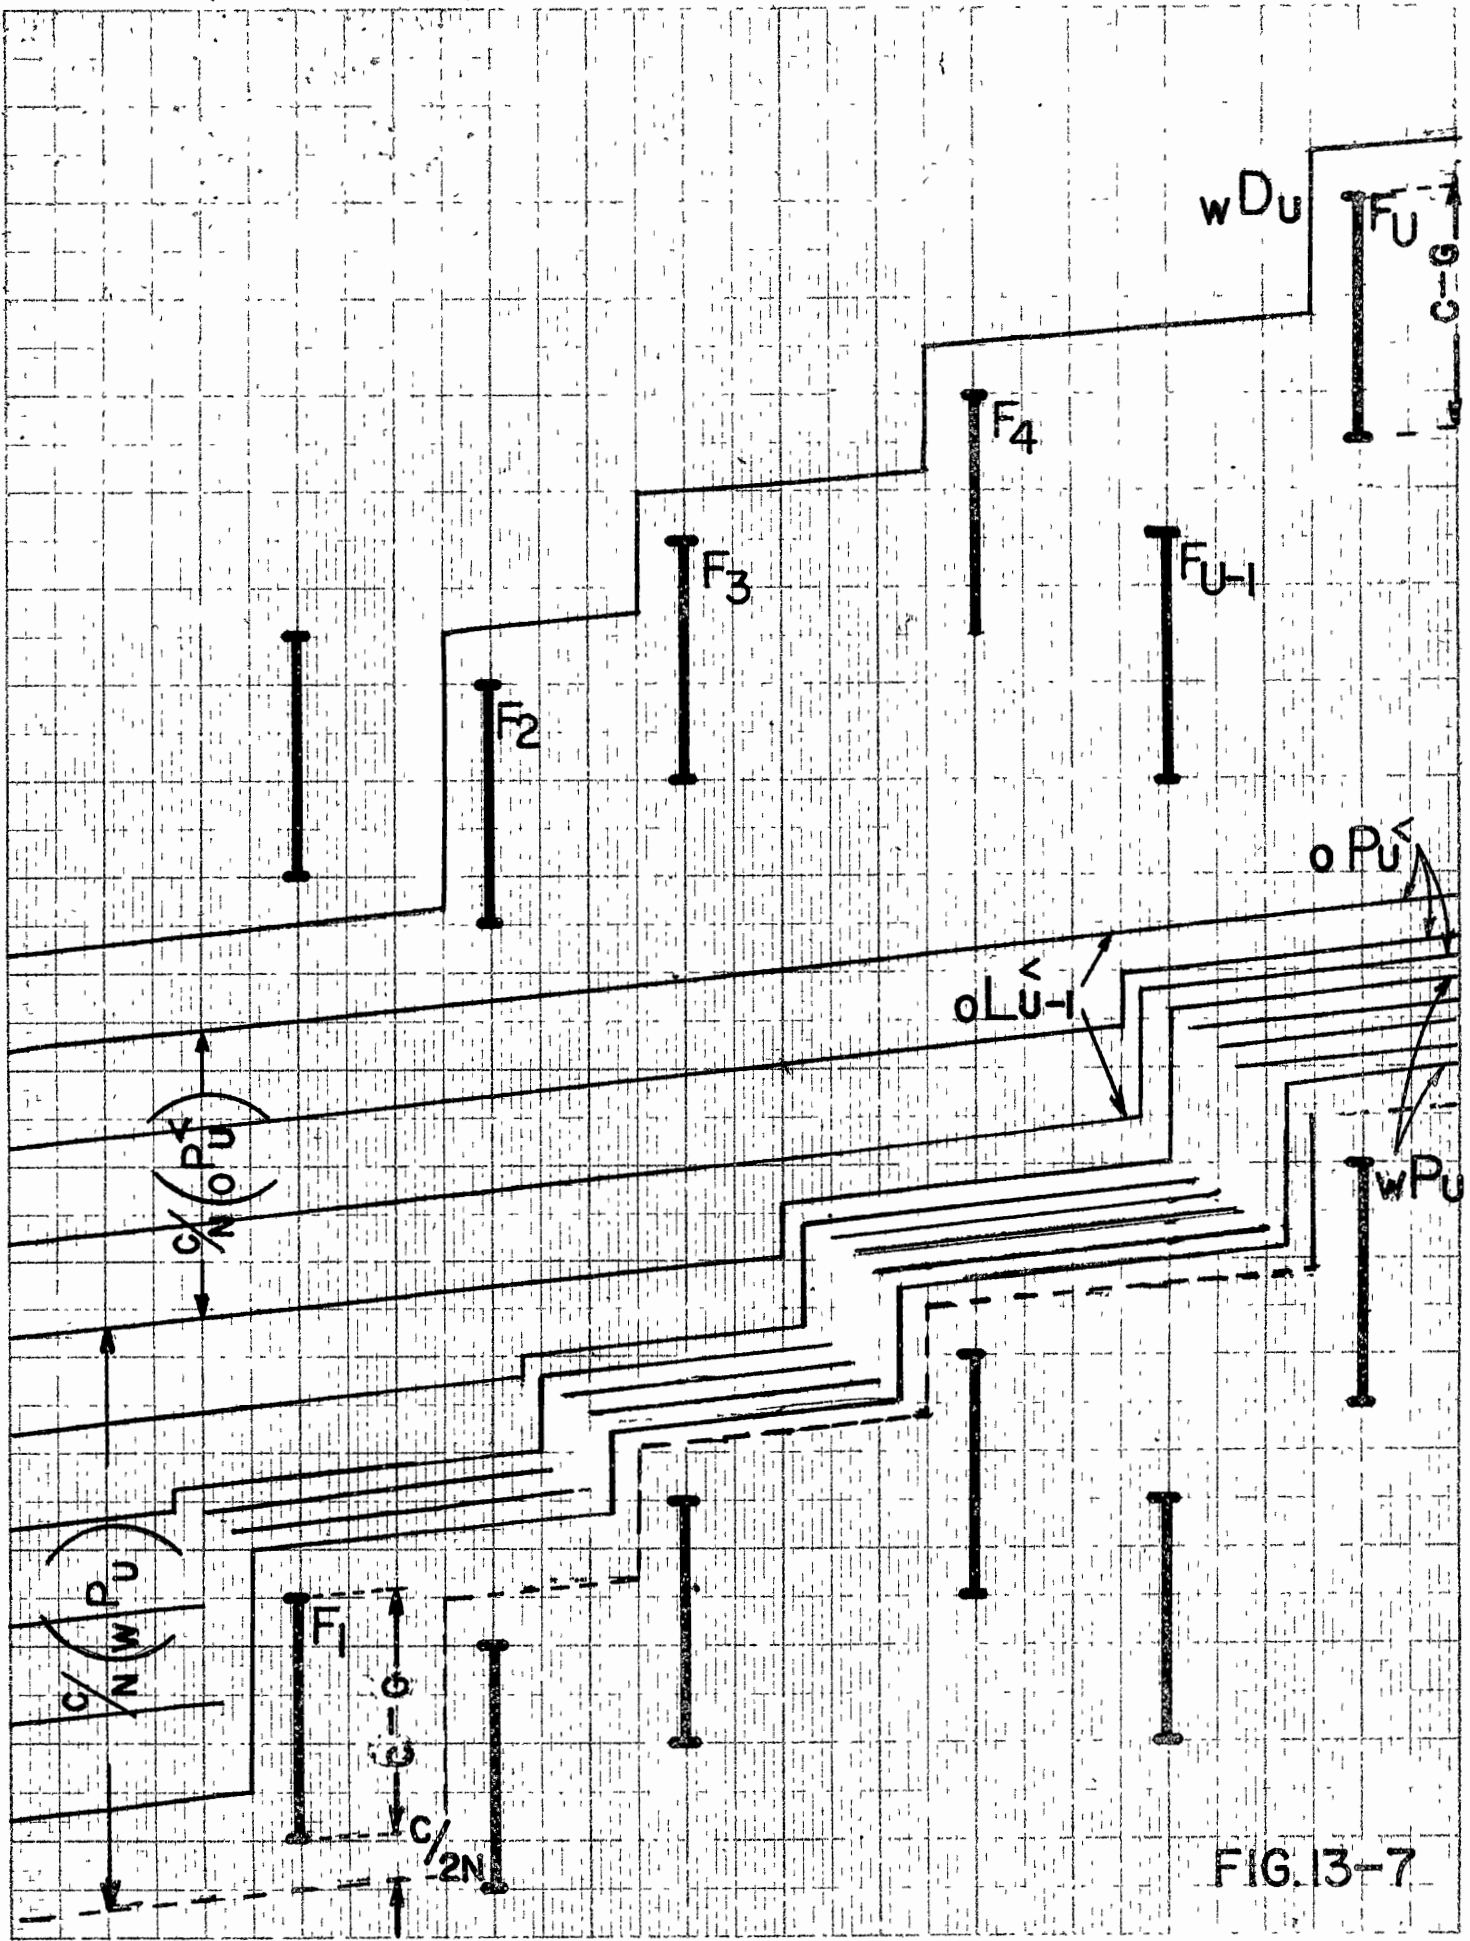 wDU
FU
C-G
F4
F3
FU-1
F2
oPU<
oLU<-1
C/N (oPU<)
wPU
C/N (wPU)
F1
C-G
C/2N
FIG. 13-7